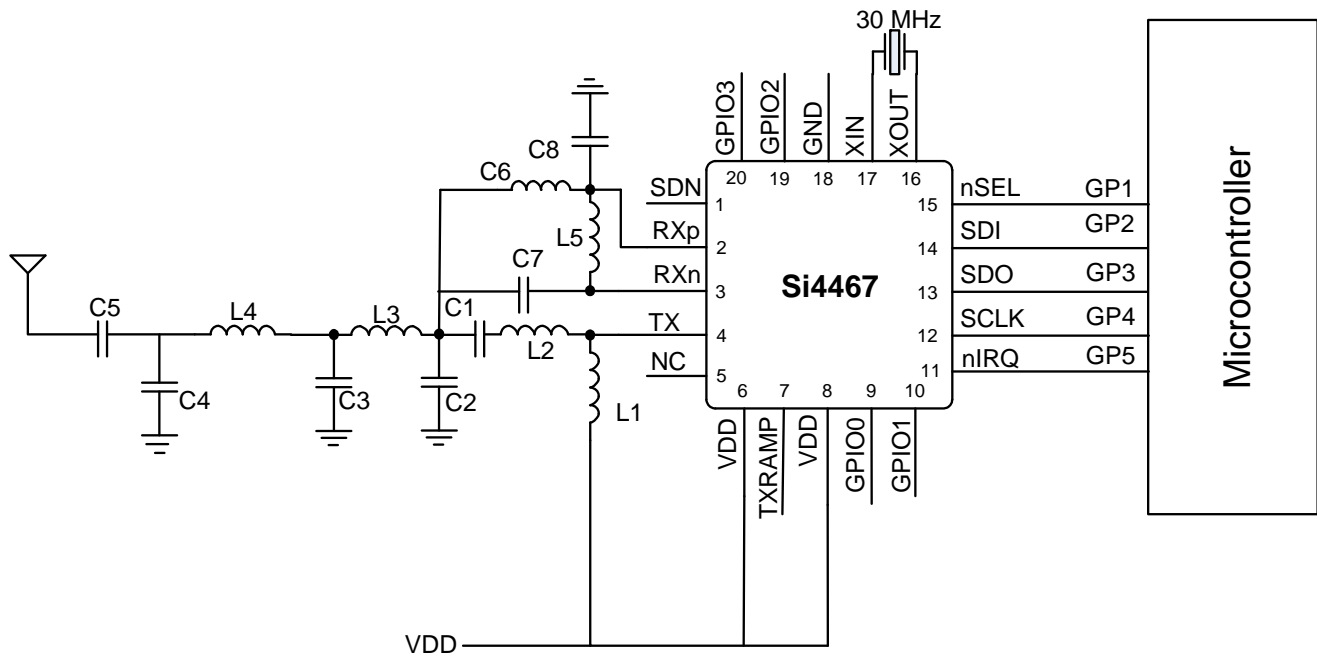 30 MHz
GPIO3
GPIO2
GND
XIN
XOUT
20
19
18
17
16
C8
C6
SDN
1
RXp
2
L5
C7
RXn
3
C5
L4
L3
C1
L2
TX
4
NC
5
C4
C3
C2
L1
Si4467
nSEL
15
GP1
SDI
14
GP2
SDO
13
GP3
SCLK
12
GP4
nIRQ
11
GP5
Microcontroller
6
7
8
9
10
VDD
TXRAMP
VDD
GPIO0
GPIO1
VDD